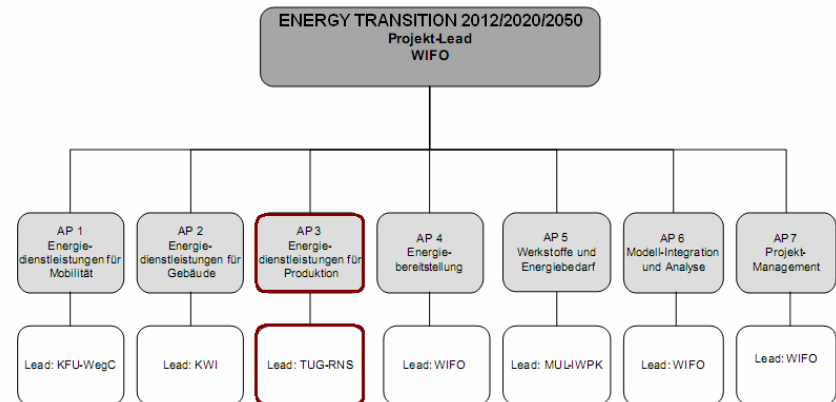 ENERGY TRANSITION 2012/2020/2050
Projekt-Lead
WIFO
AP 1
Energie-
dienstleistungen für
Mobilität
AP 2
Energie-
dienstleistungen für
Gebäude
AP 3
Energie-
dienstleistungen für
Produktion
AP 4
Energie-
bereitstellung
AP 5
Werkstoffe und
Energiebedarf
AP 6
Modell-Integration
und Analyse
AP 7
Projekt-
Management
Lead: KFU-WegC
Lead: KWI
Lead: TUG-RNS
Lead: WIFO
Lead: MUL-IWPK
Lead: WIFO
Lead: WIFO